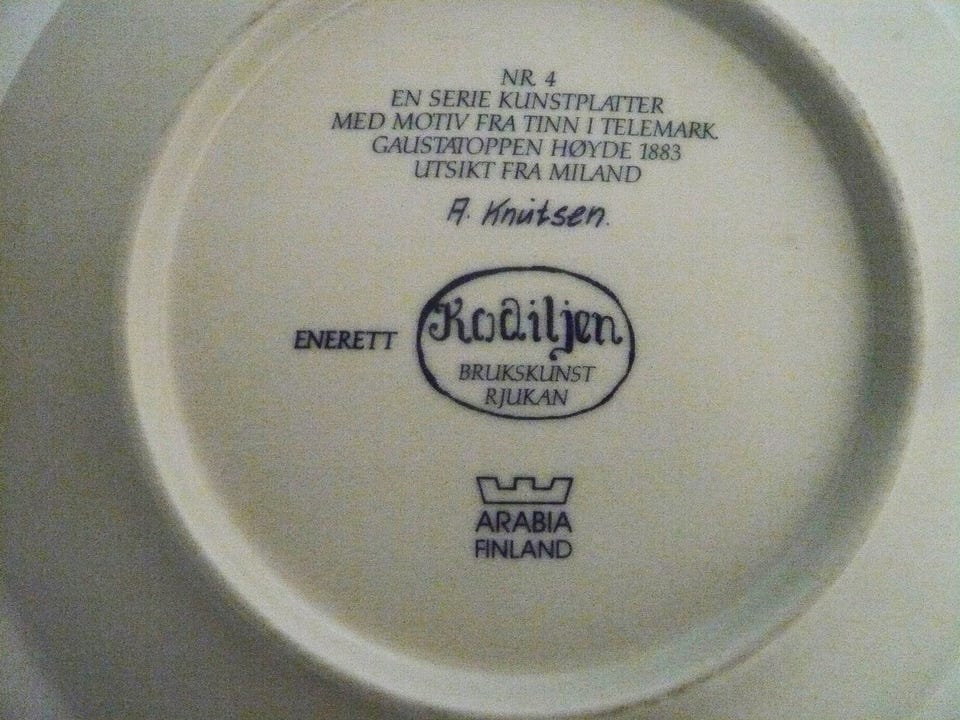 NR. 4
EN SERIE KUNSTPLATTER
MED MOTIV FRA TINN I TELEMARK.
GAUSTATOPPEN HØYDE 1883
UTSIKT FRA MILAND
A. Knutsen.
ENERETT
Kodiljen
BRUKSKUNST
RJUKAN
ARABIA
FINLAND